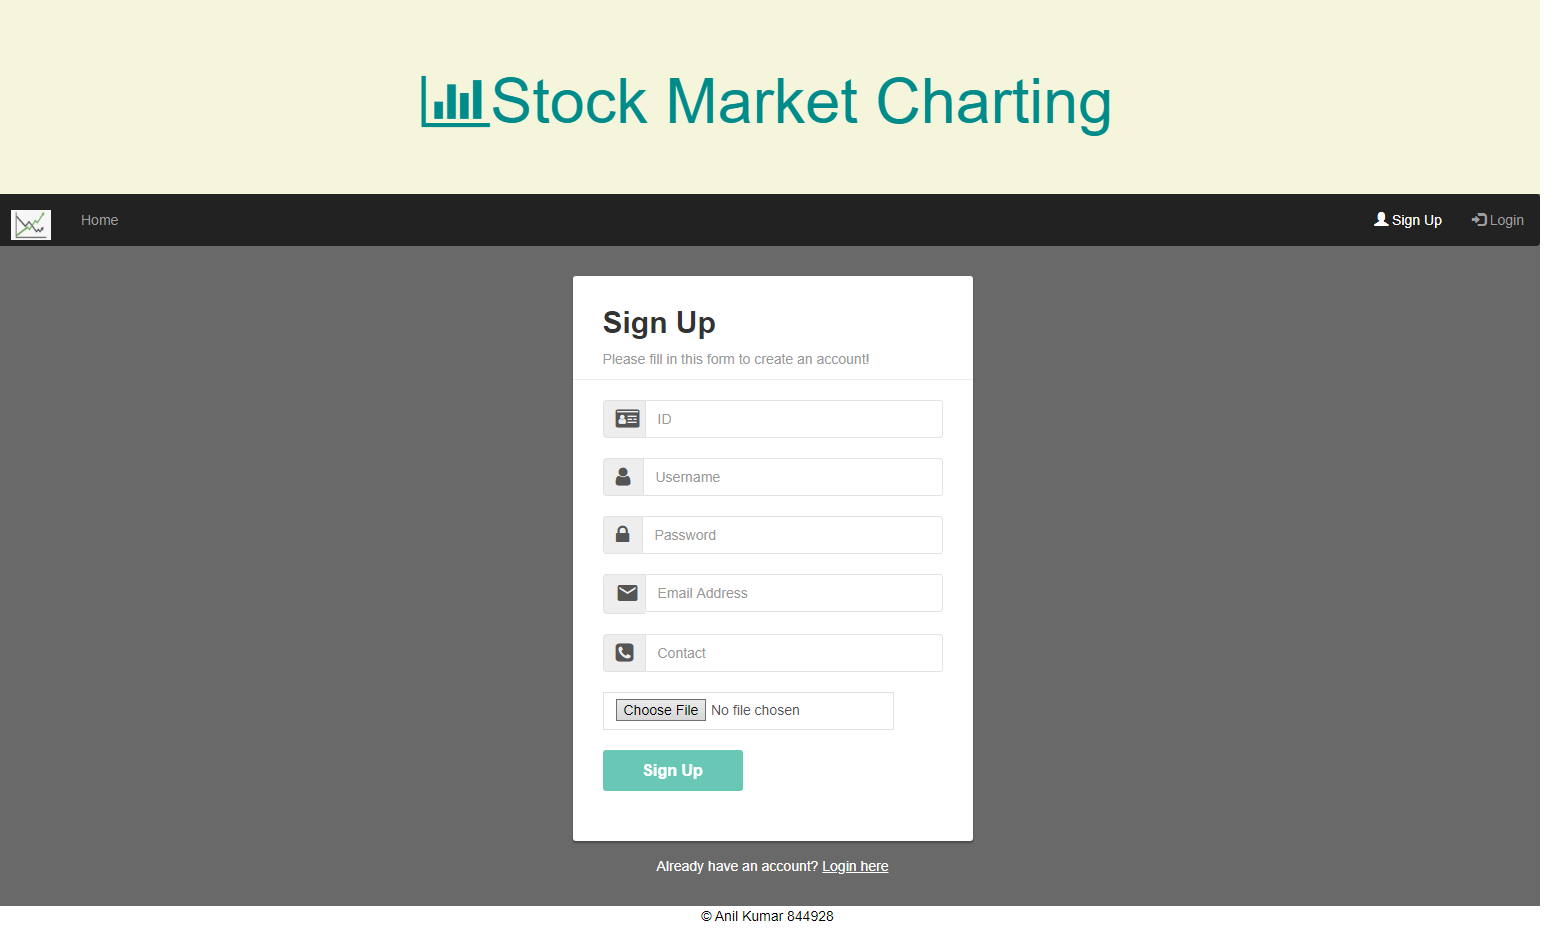 Stock Market Charting
Home
Sign Up
Login
Sign Up
Please fill in this form to create an account!
ID
Username
Password
Email Address
Contact
Choose File No file chosen
Sign Up
Already have an account? Login here
© Anil Kumar 844928